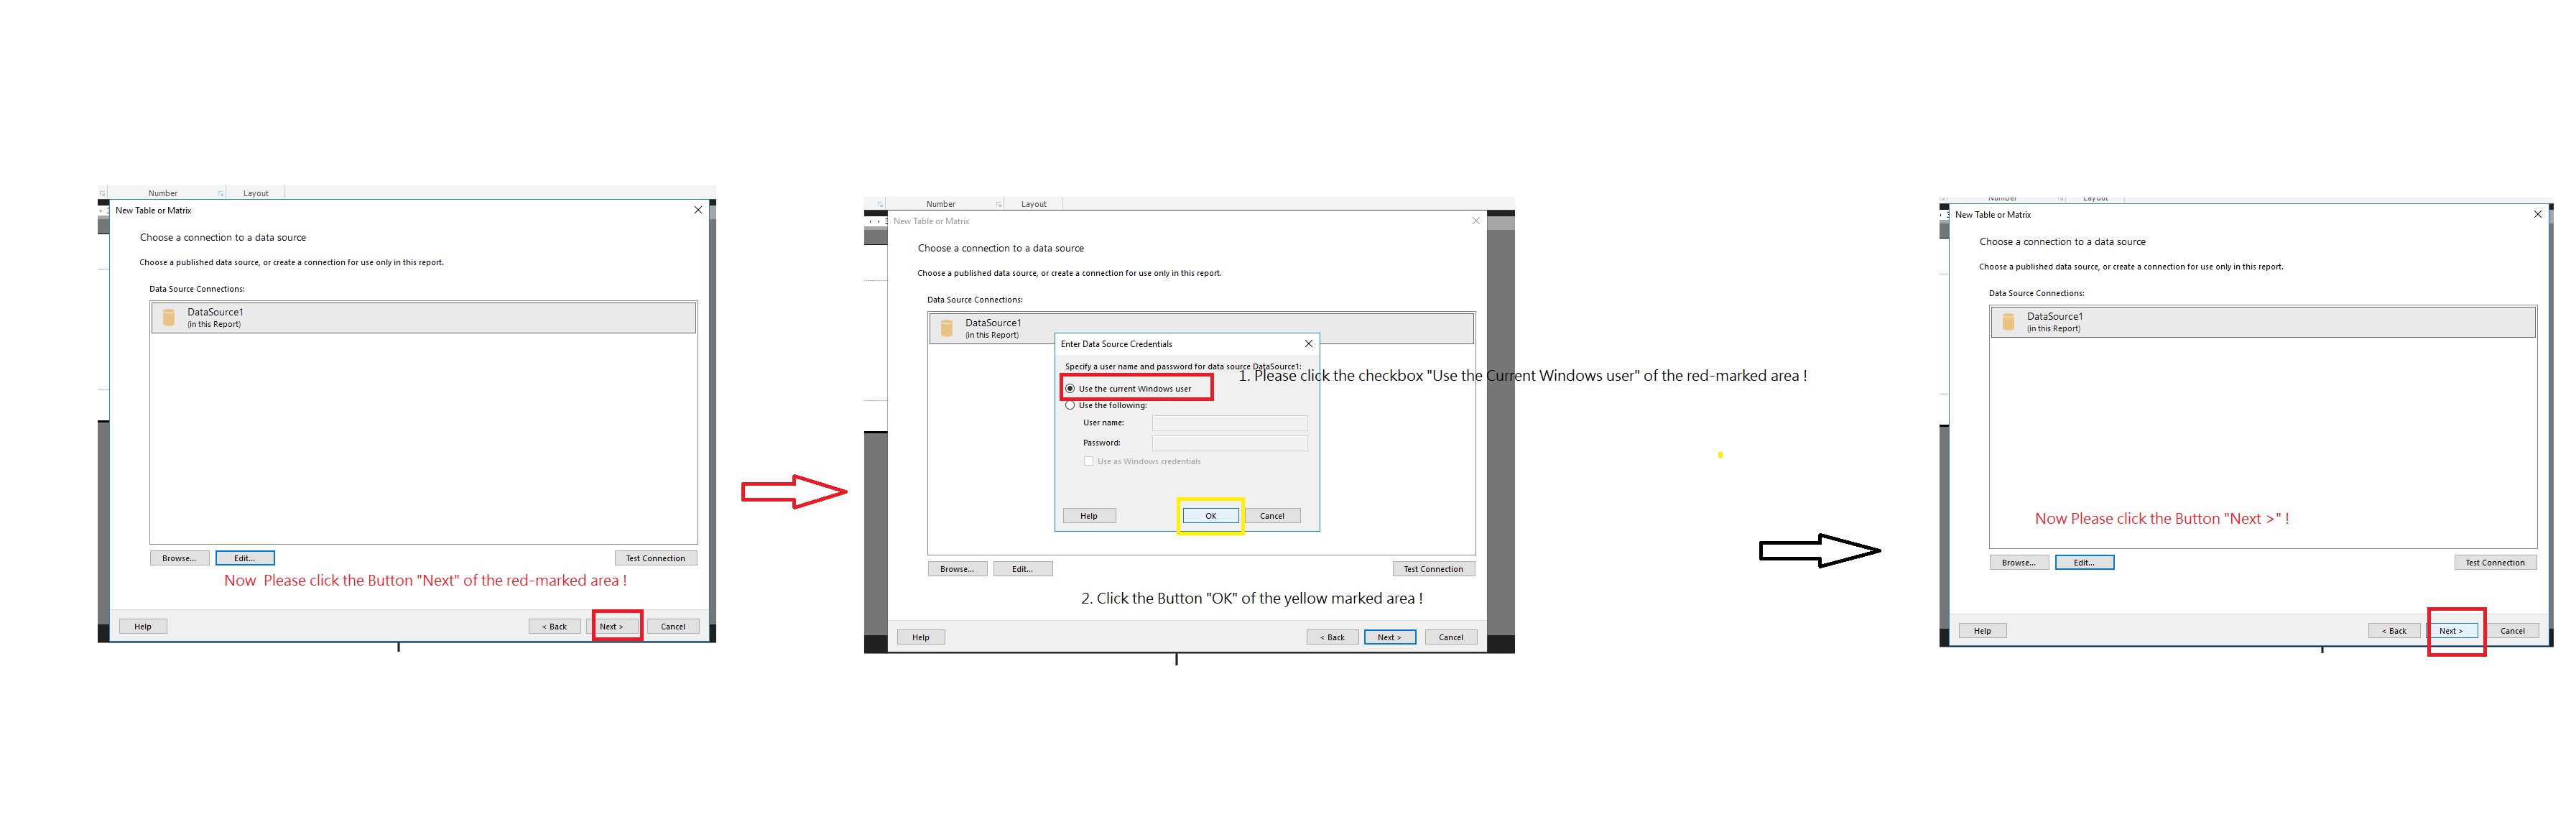 Number
Layout
New Table or Matrix
Choose a connection to a data source
Choose a published data source, or create a connection for use only in this report.
Data Source Connections:
DataSource1
(in this Report)
Browse...
Edit...
Test Connection
Now  Please click the Button "Next" of the red-marked area !
Help
< Back
Next >
Cancel
Number
Layout
3
New Table or Matrix
Choose a connection to a data source
Choose a published data source, or create a connection for use only in this report.
Data Source Connections:
DataSource1
(in this Report)
Enter Data Source Credentials
Specify a user name and password for data source DataSource1:
1. Please click the checkbox "Use the Current Windows user" of the red-marked area !
Use the current Windows user
Use the following:
User name:
Password:
Use as Windows credentials
Help
OK
Cancel
Browse...
Edit...
Test Connection
2. Click the Button "OK" of the yellow marked area !
Help
< Back
Next >
Cancel
Number
Layout
3
New Table or Matrix
Choose a connection to a data source
Choose a published data source, or create a connection for use only in this report.
Data Source Connections:
DataSource1
(in this Report)
Now Please click the Button "Next >" !
Browse...
Edit...
Test Connection
Help
< Back
Next >
Cancel